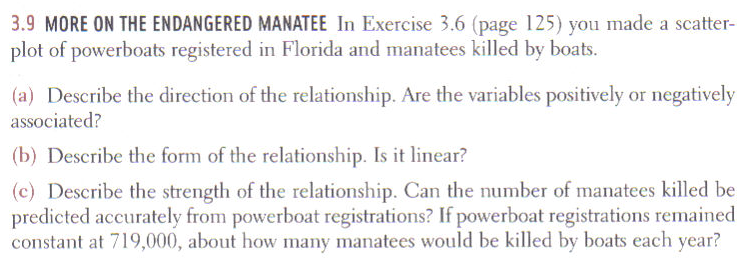 3.9 MORE ON THE ENDANGERED MANATEE In Exercise 3.6 (page 125) you made a scatter-
plot of powerboats registered in Florida and manatees killed by boats.
(a) Describe the direction of the relationship. Are the variables positively or negatively
associated?
(b) Describe the form of the relationship. Is it linear?
(c) Describe the strength of the relationship. Can the number of manatees killed be
predicted accurately from powerboat registrations? If powerboat registrations remained
constant at 719,000, about how many manatees would be killed by boats each year?